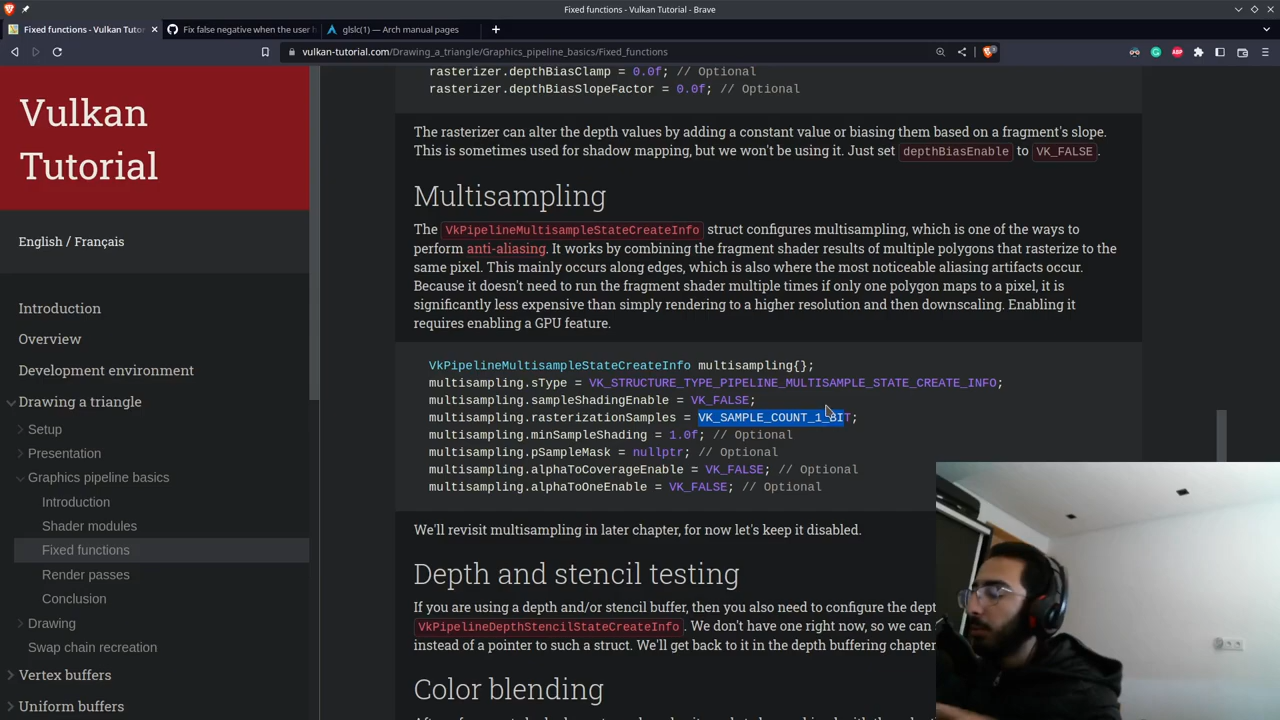 Fixed functions - Vulkan Tutorial - Brave
Fixed functions - Vulkan Tutorial
Fix false negative when the user
glslc(1) — Arch manual pages
vulkan-tutorial.com/Drawing_a_triangle/Graphics_pipeline_basics/Fixed_functions
Vulkan
Tutorial
English / Français
Introduction
Overview
Development environment
Drawing a triangle
Setup
Presentation
Graphics pipeline basics
Introduction
Shader modules
Fixed functions
Render passes
Conclusion
Drawing
Swap chain recreation
Vertex buffers
Uniform buffers
rasterizer.depthBiasClamp = 0.0f; // Optional
rasterizer.depthBiasSlopeFactor = 0.0f; // Optional
The rasterizer can alter the depth values by adding a constant value or biasing them based on a fragment's slope.
This is sometimes used for shadow mapping, but we won't be using it. Just set depthBiasEnable to VK_FALSE.
Multisampling
The VkPipelineMultisampleStateCreateInfo struct configures multisampling, which is one of the ways to
perform anti-aliasing. It works by combining the fragment shader results of multiple polygons that rasterize to the
same pixel. This mainly occurs along edges, which is also where the most noticeable aliasing artifacts occur.
Because it doesn't need to run the fragment shader multiple times if only one polygon maps to a pixel, it is
significantly less expensive than simply rendering to a higher resolution and then downscaling. Enabling it
requires enabling a GPU feature.
VkPipelineMultisampleStateCreateInfo multisampling{};
multisampling.sType = VK_STRUCTURE_TYPE_PIPELINE_MULTISAMPLE_STATE_CREATE_INFO;
multisampling.sampleShadingEnable = VK_FALSE;
multisampling.rasterizationSamples = VK_SAMPLE_COUNT_1_BIT;
multisampling.minSampleShading = 1.0f; // Optional
multisampling.pSampleMask = nullptr; // Optional
multisampling.alphaToCoverageEnable = VK_FALSE; // Optional
multisampling.alphaToOneEnable = VK_FALSE; // Optional
We'll revisit multisampling in later chapter, for now let's keep it disabled.
Depth and stencil testing
If you are using a depth and/or stencil buffer, then you also need to configure the dept
VkPipelineDepthStencilStateCreateInfo. We don't have one right now, so we can
instead of a pointer to such a struct. We'll get back to it in the depth buffering chapter
Color blending